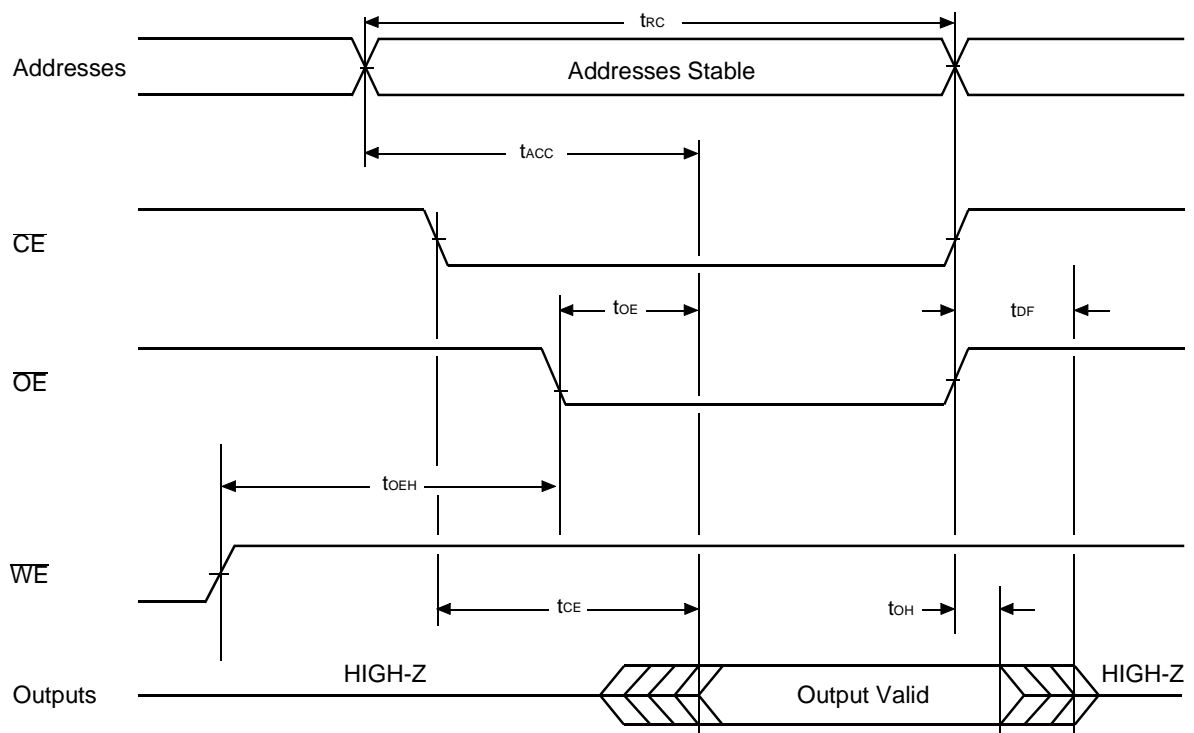 tRC
Addresses
Addresses Stable
tACC
CE
tOE
tDF
OE
tOEH
WE
tCE
tOH
HIGH-Z
HIGH-Z
Outputs
Output Valid